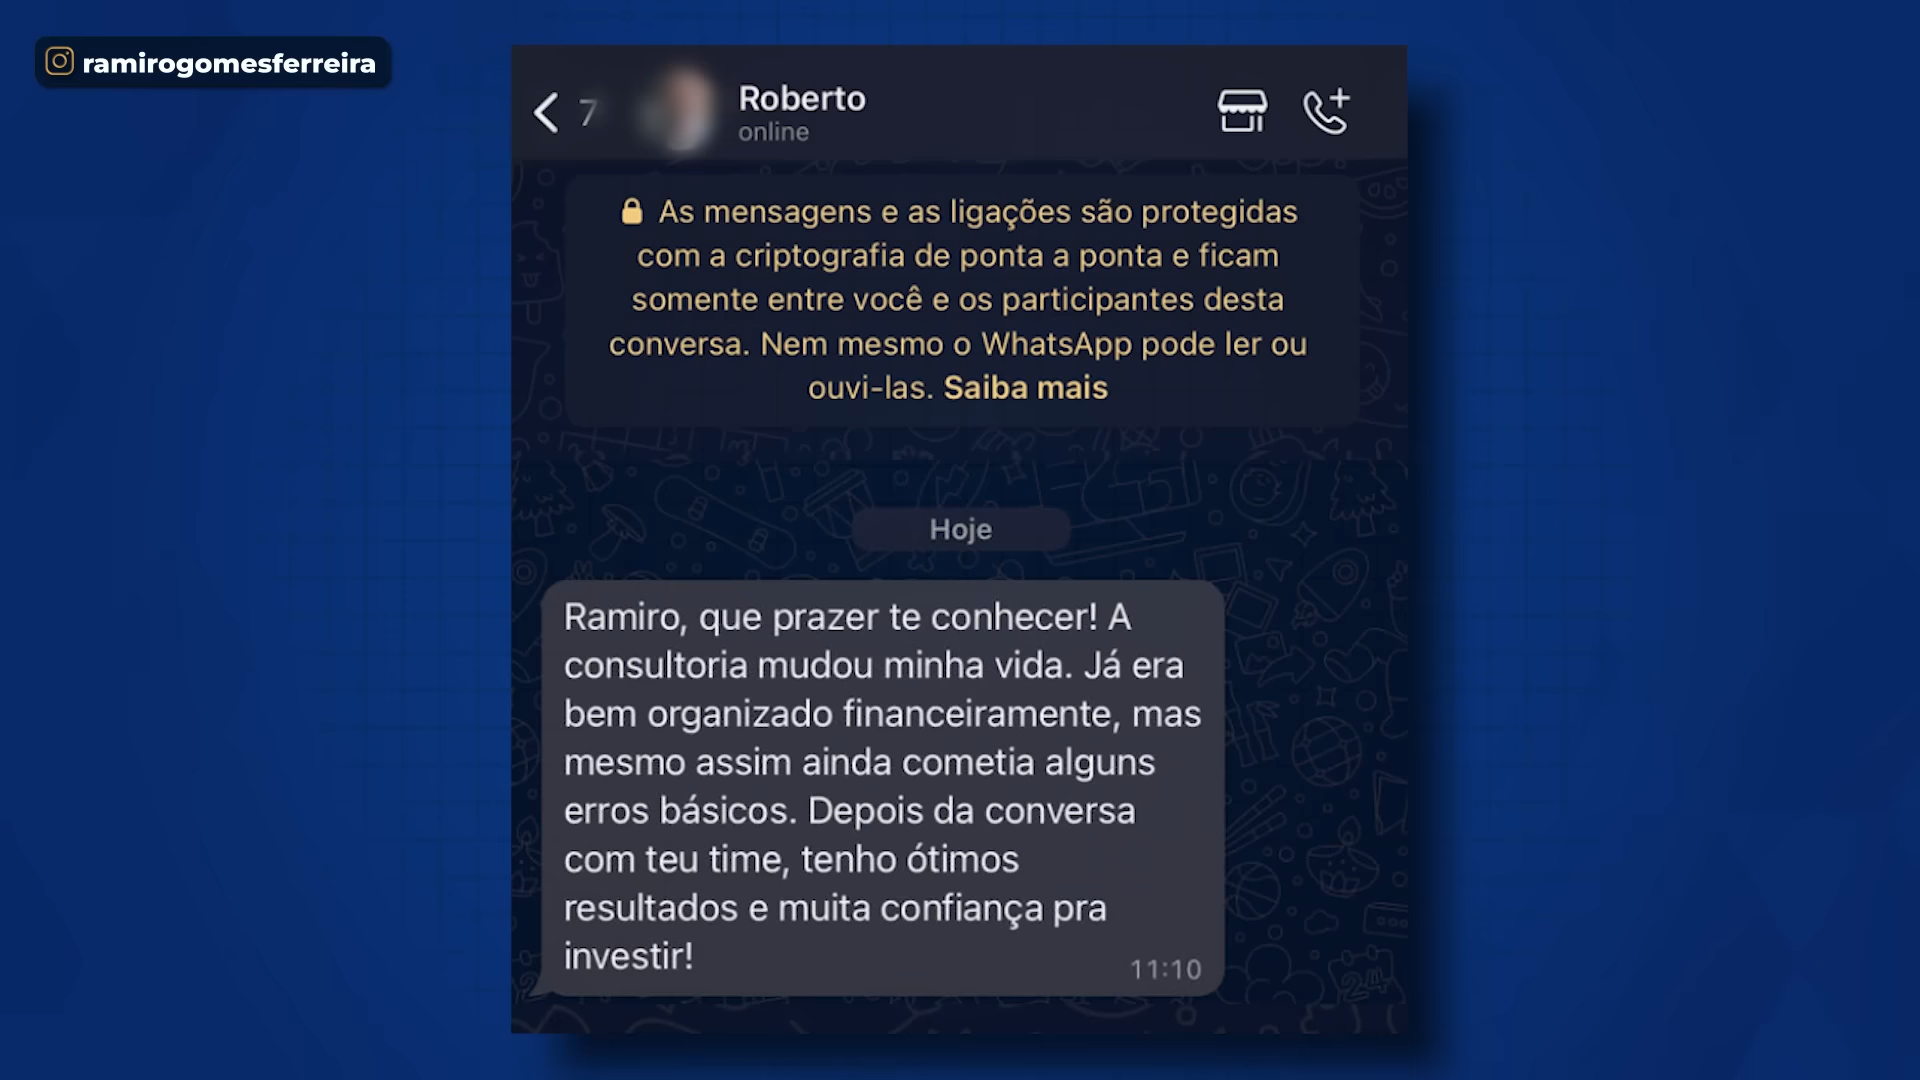 ramirogomesferreira
7
Roberto
online
As mensagens e as ligações são protegidas
com a criptografia de ponta a ponta e ficam
somente entre você e os participantes desta
conversa. Nem mesmo o WhatsApp pode ler ou
ouvi-las. Saiba mais
Hoje
Ramiro, que prazer te conhecer! A
consultoria mudou minha vida. Já era
bem organizado financeiramente, mas
mesmo assim ainda cometia alguns
erros básicos. Depois da conversa
com teu time, tenho ótimos
resultados e muita confiança pra
investir!
11:10
24